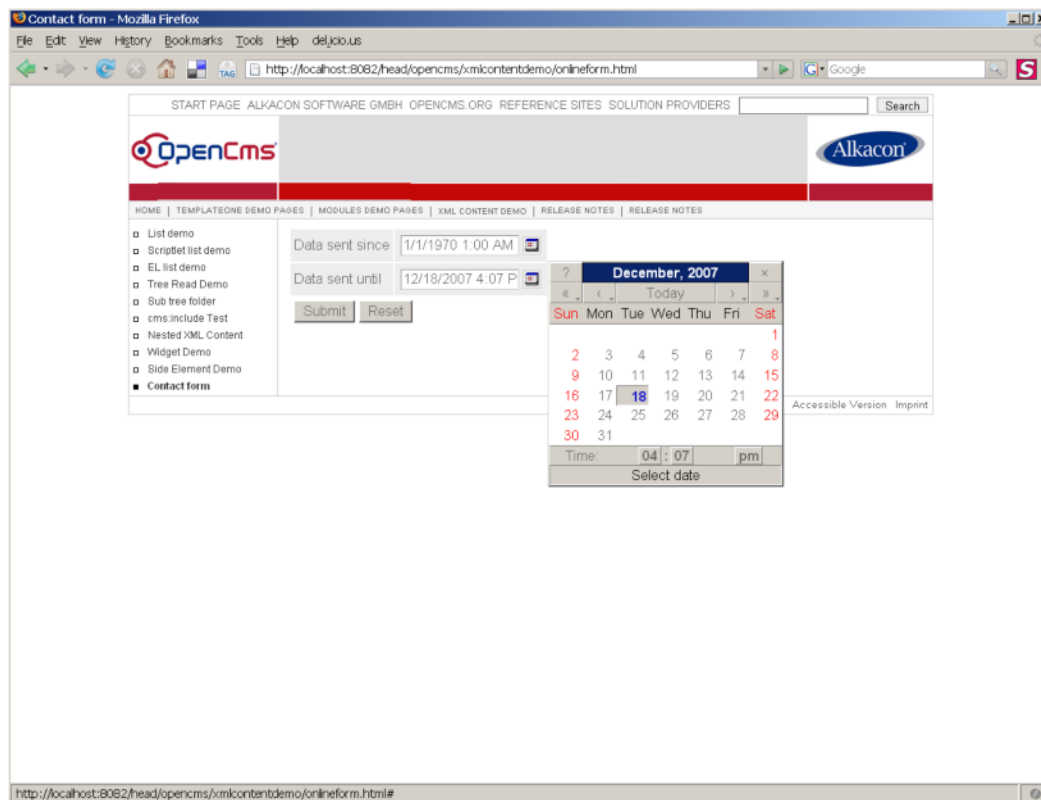 Contact form - Mozilla Firefox
File Edit View History Bookmarks Tools Help del.icio.us
TAG http://localhost:8082/head/opencms/xmlcontentdemo/onlineform.html G Google S
START PAGE ALKACON SOFTWARE GMBH OPENCMS.ORG REFERENCE SITES SOLUTION PROVIDERS Search
OpenCms Alkacon
HOME | TEMPLATEONE DEMO PAGES | MODULES DEMO PAGES | XML CONTENT DEMO | RELEASE NOTES | RELEASE NOTES
List demo
Scriptlet list demo
EL list demo
Tree Read Demo
Sub tree folder
cms:include Test
Nested XML Content
Widget Demo
Side Element Demo
Contact form
Data sent since 1/1/1970 1:00 AM
Data sent until 12/18/2007 4:07 P
Submit Reset
? December, 2007 ×
« ‹ Today › »
Sun Mon Tue Wed Thu Fri Sat
1
2 3 4 5 6 7 8
9 10 11 12 13 14 15
16 17 18 19 20 21 22
23 24 25 26 27 28 29
30 31
Time: 04 : 07 pm
Select date
Accessible Version Imprint
http://localhost:8082/head/opencms/xmlcontentdemo/onlineform.html#